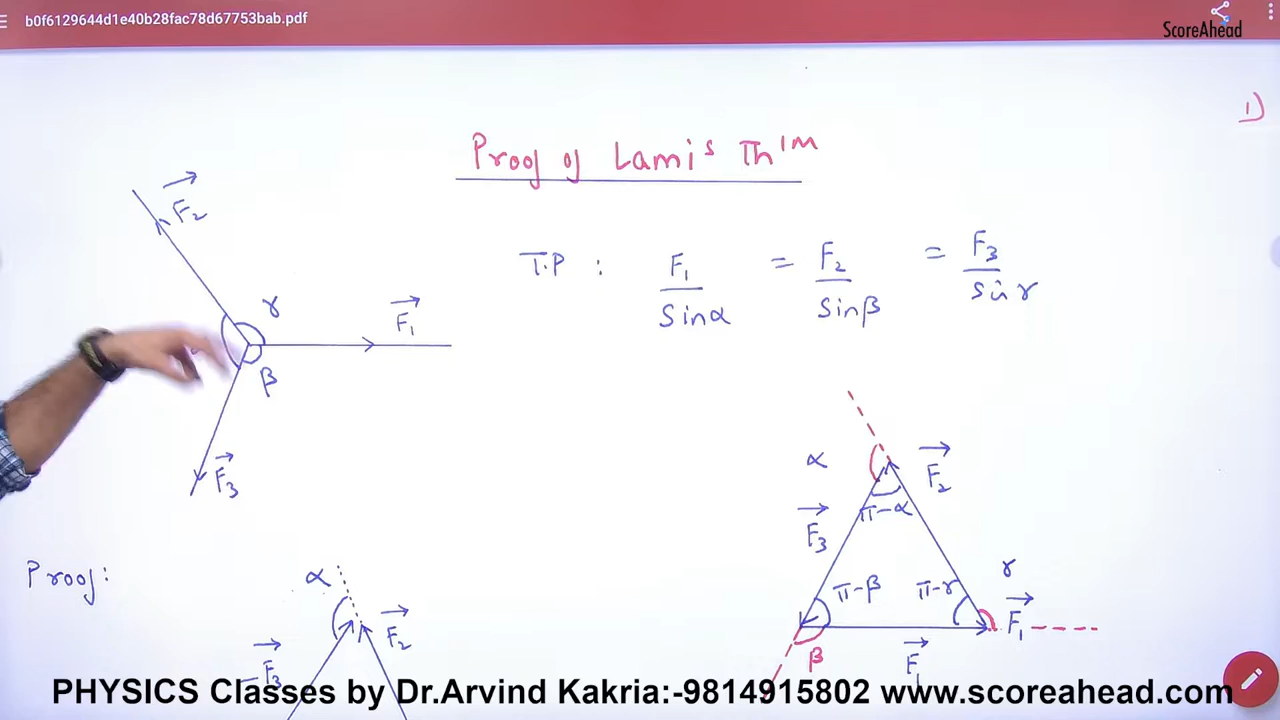 b0f6129644d1e40b28fac78d67753bab.pdf
ScoreAhead
1)
Proof of Lami's Thrm
T.P : F₁/Sinα = F₂/Sinβ = F₃/Sinγ
F₂
γ
F₁
β
F₃
α
F₂
π-α
F₃
γ
π-β π-γ
F₁
β
F₁
Proof:
α
F₂
-F₃
PHYSICS Classes by Dr.Arvind Kakria:-9814915802 www.scoreahead.com